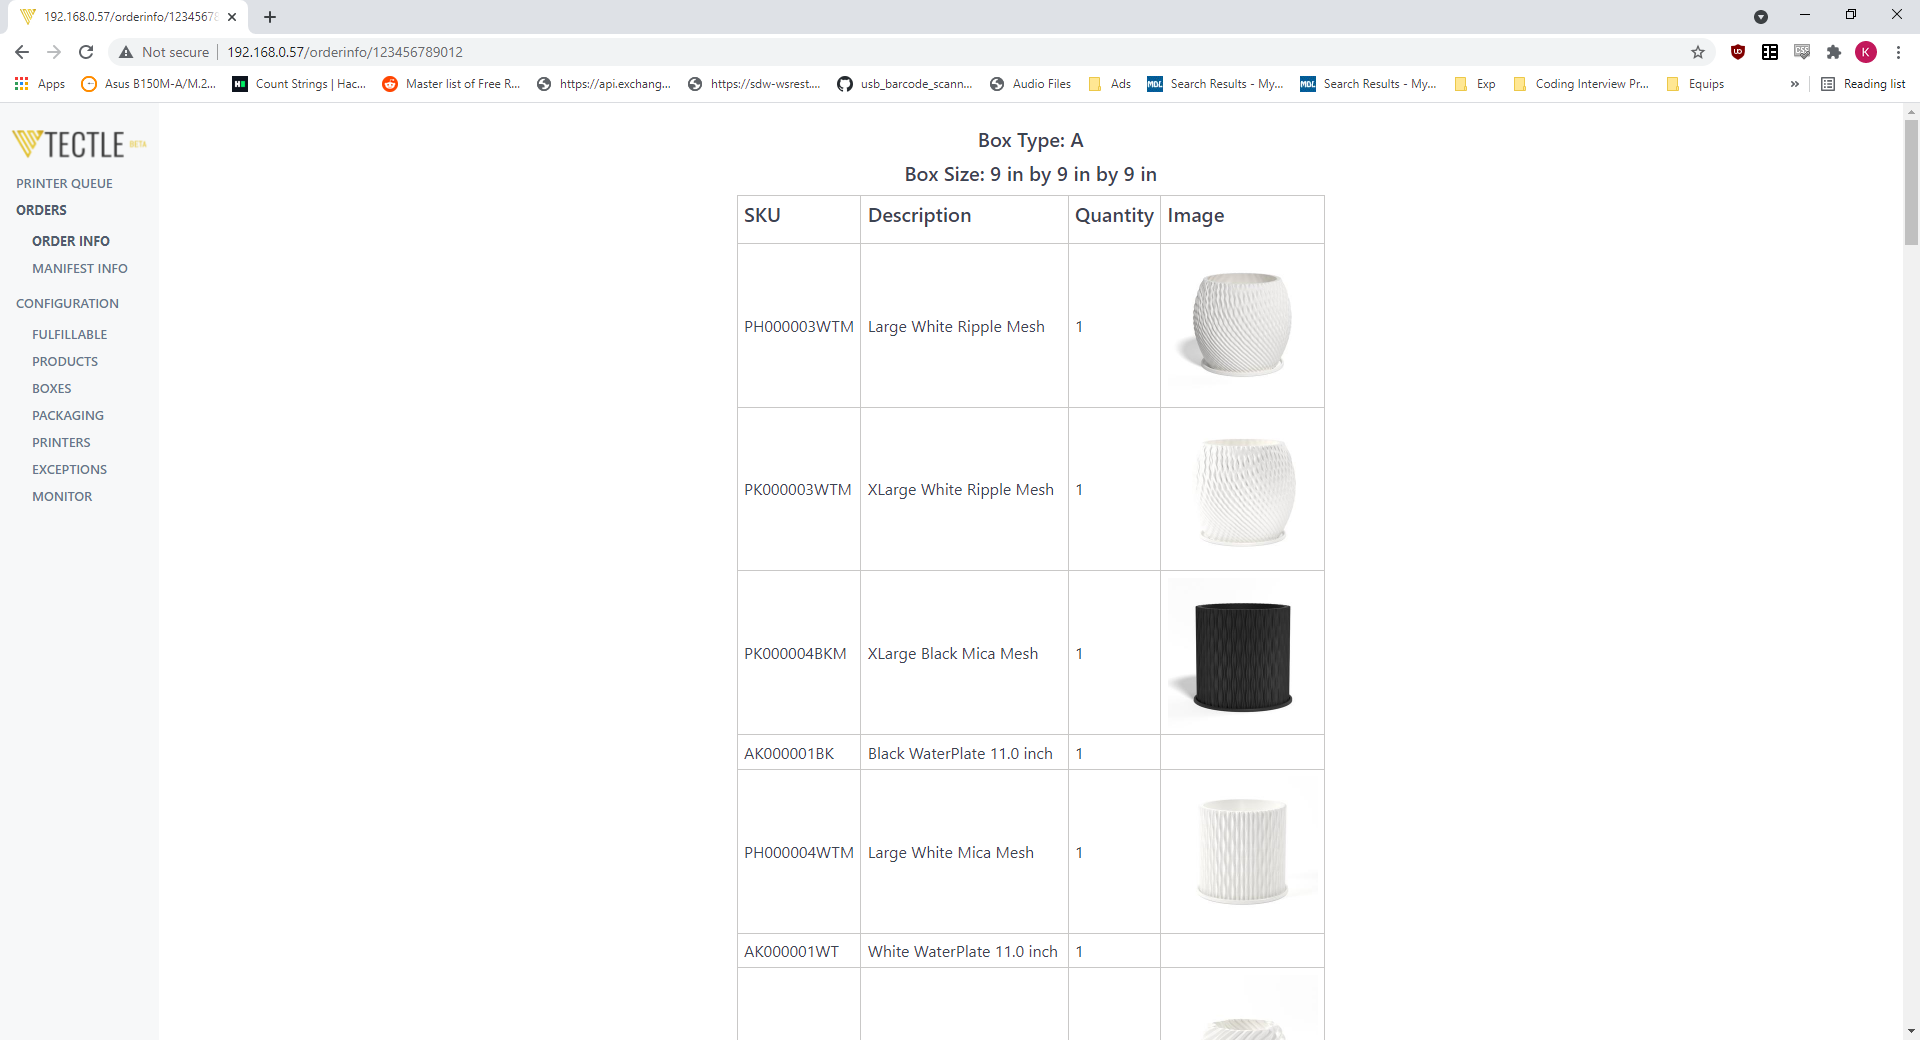 192.168.0.57/orderinfo/12345678
Not secure
192.168.0.57/orderinfo/123456789012
K
Apps
Asus B150M-A/M.2...
Count Strings | Hac...
Master list of Free R...
https://api.exchang...
https://sdw-wsrest....
usb_barcode_scann...
Audio Files
Ads
MDL
Search Results - My...
MDL
Search Results - My...
Exp
Coding Interview Pr...
Equips
»
Reading list
TECTLE BETA
PRINTER QUEUE
ORDERS
ORDER INFO
MANIFEST INFO
CONFIGURATION
FULFILLABLE
PRODUCTS
BOXES
PACKAGING
PRINTERS
EXCEPTIONS
MONITOR
Box Type: A
Box Size: 9 in by 9 in by 9 in
SKU Description Quantity Image
PH000003WTM Large White Ripple Mesh 1
PK000003WTM XLarge White Ripple Mesh 1
PK000004BKM XLarge Black Mica Mesh 1
AK000001BK Black WaterPlate 11.0 inch 1
PH000004WTM Large White Mica Mesh 1
AK000001WT White WaterPlate 11.0 inch 1